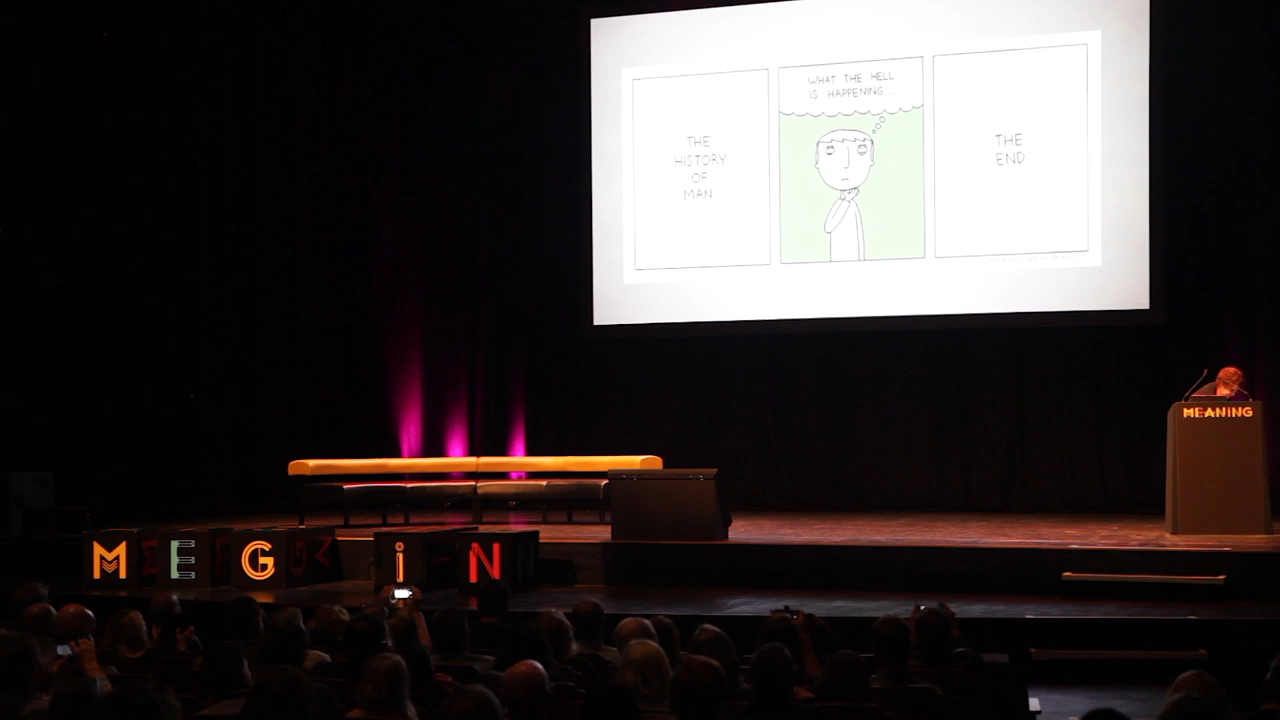 THE
HISTORY
OF
MAN
WHAT THE HELL
IS HAPPENING...
THE
END
MEANING
M E G i N